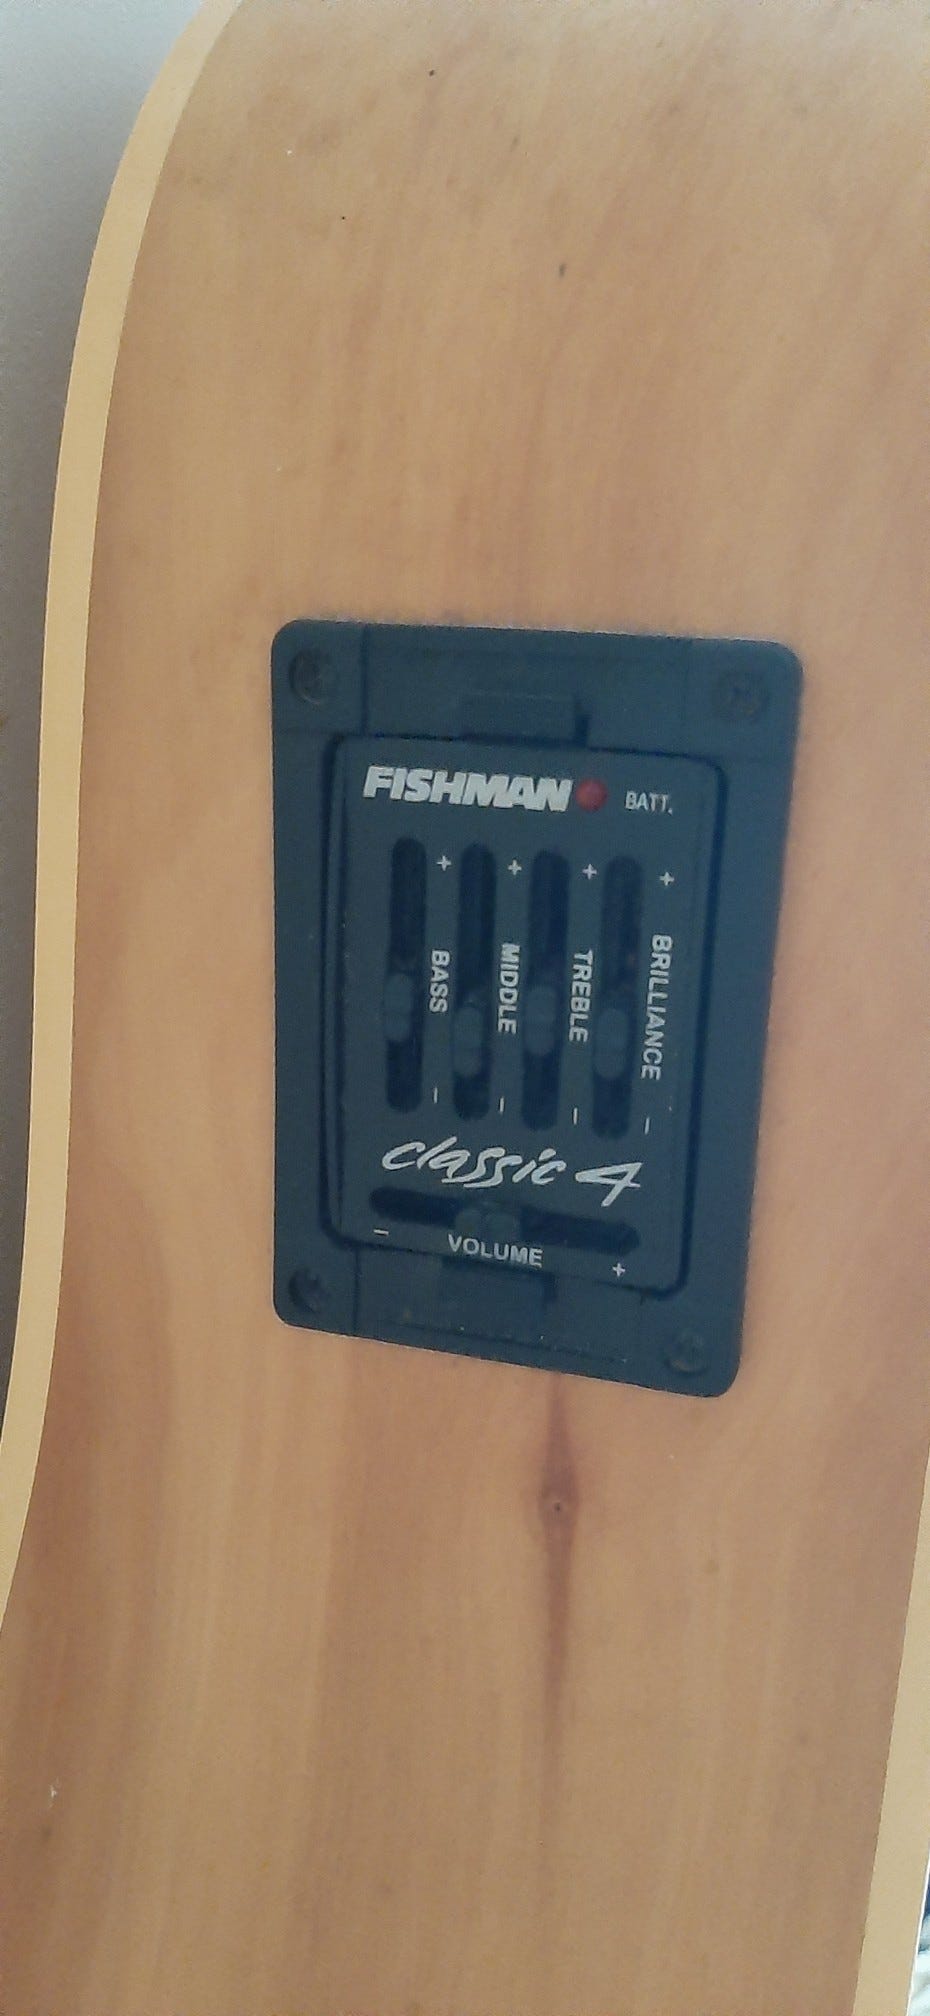 FISHMAN BATT.
+ + + +
BASS MIDDLE TREBLE BRILLIANCE
- - - -
classic 4
- VOLUME +